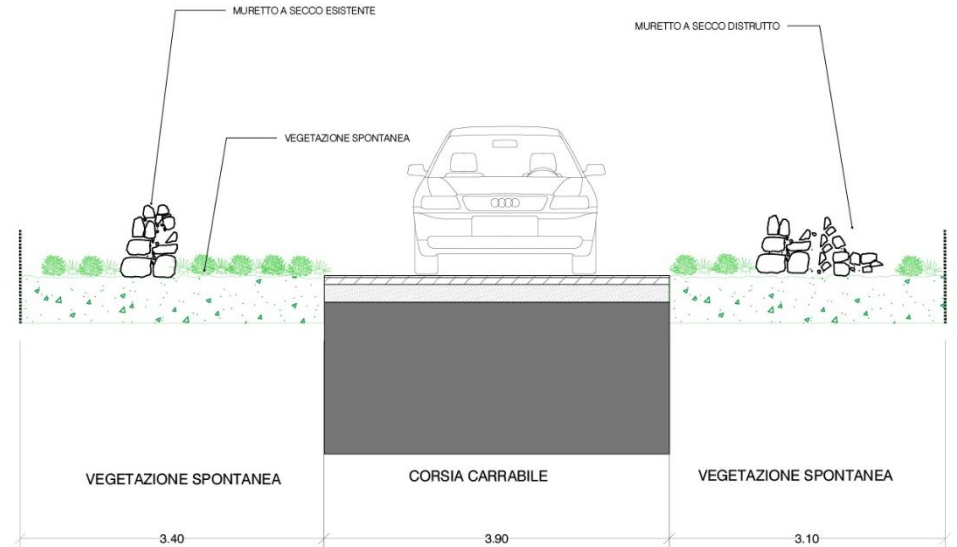 MURETTO A SECCO ESISTENTE
MURETTO A SECCO DISTRUTTO
VEGETAZIONE SPONTANEA
VEGETAZIONE SPONTANEA
CORSIA CARRABILE
VEGETAZIONE SPONTANEA
3.40
3.90
3.10